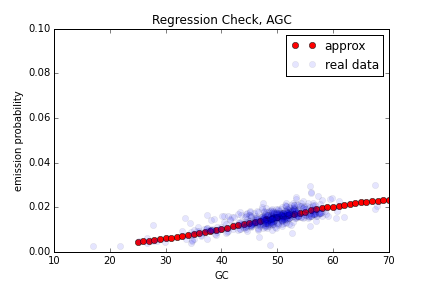 Regression Check, AGC
0.10
approx
real data
0.08
0.06
0.04
0.02
0.00
emission probability
10 20 30 40 50 60 70
GC